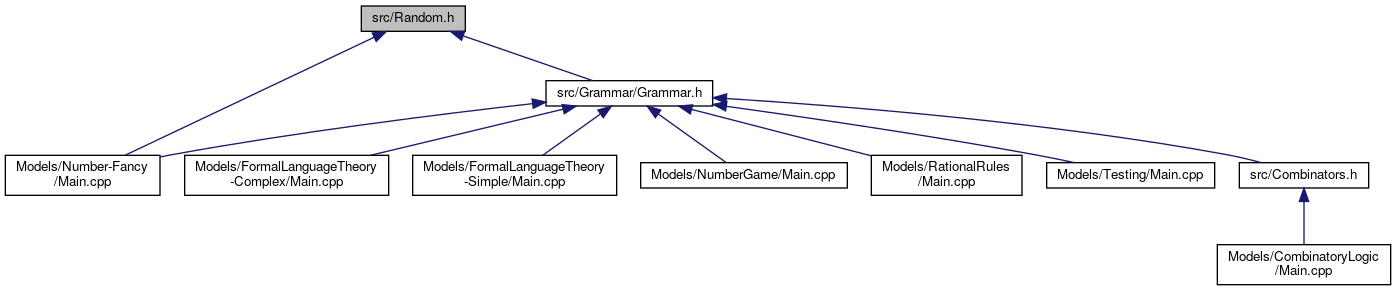 src/Random.h
src/Grammar/Grammar.h
Models/Number-Fancy
/Main.cpp
Models/FormalLanguageTheory
-Complex/Main.cpp
Models/FormalLanguageTheory
-Simple/Main.cpp
Models/NumberGame/Main.cpp
Models/RationalRules
/Main.cpp
Models/Testing/Main.cpp
src/Combinators.h
Models/CombinatoryLogic
/Main.cpp